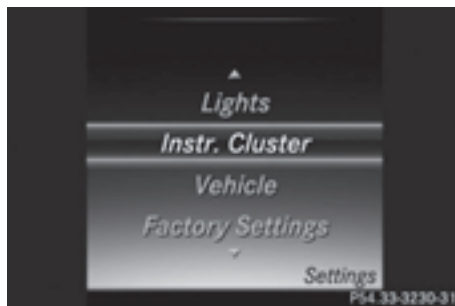 Lights
Instr. Cluster
Vehicle
Factory Settings
Settings
P54.33-3230-31